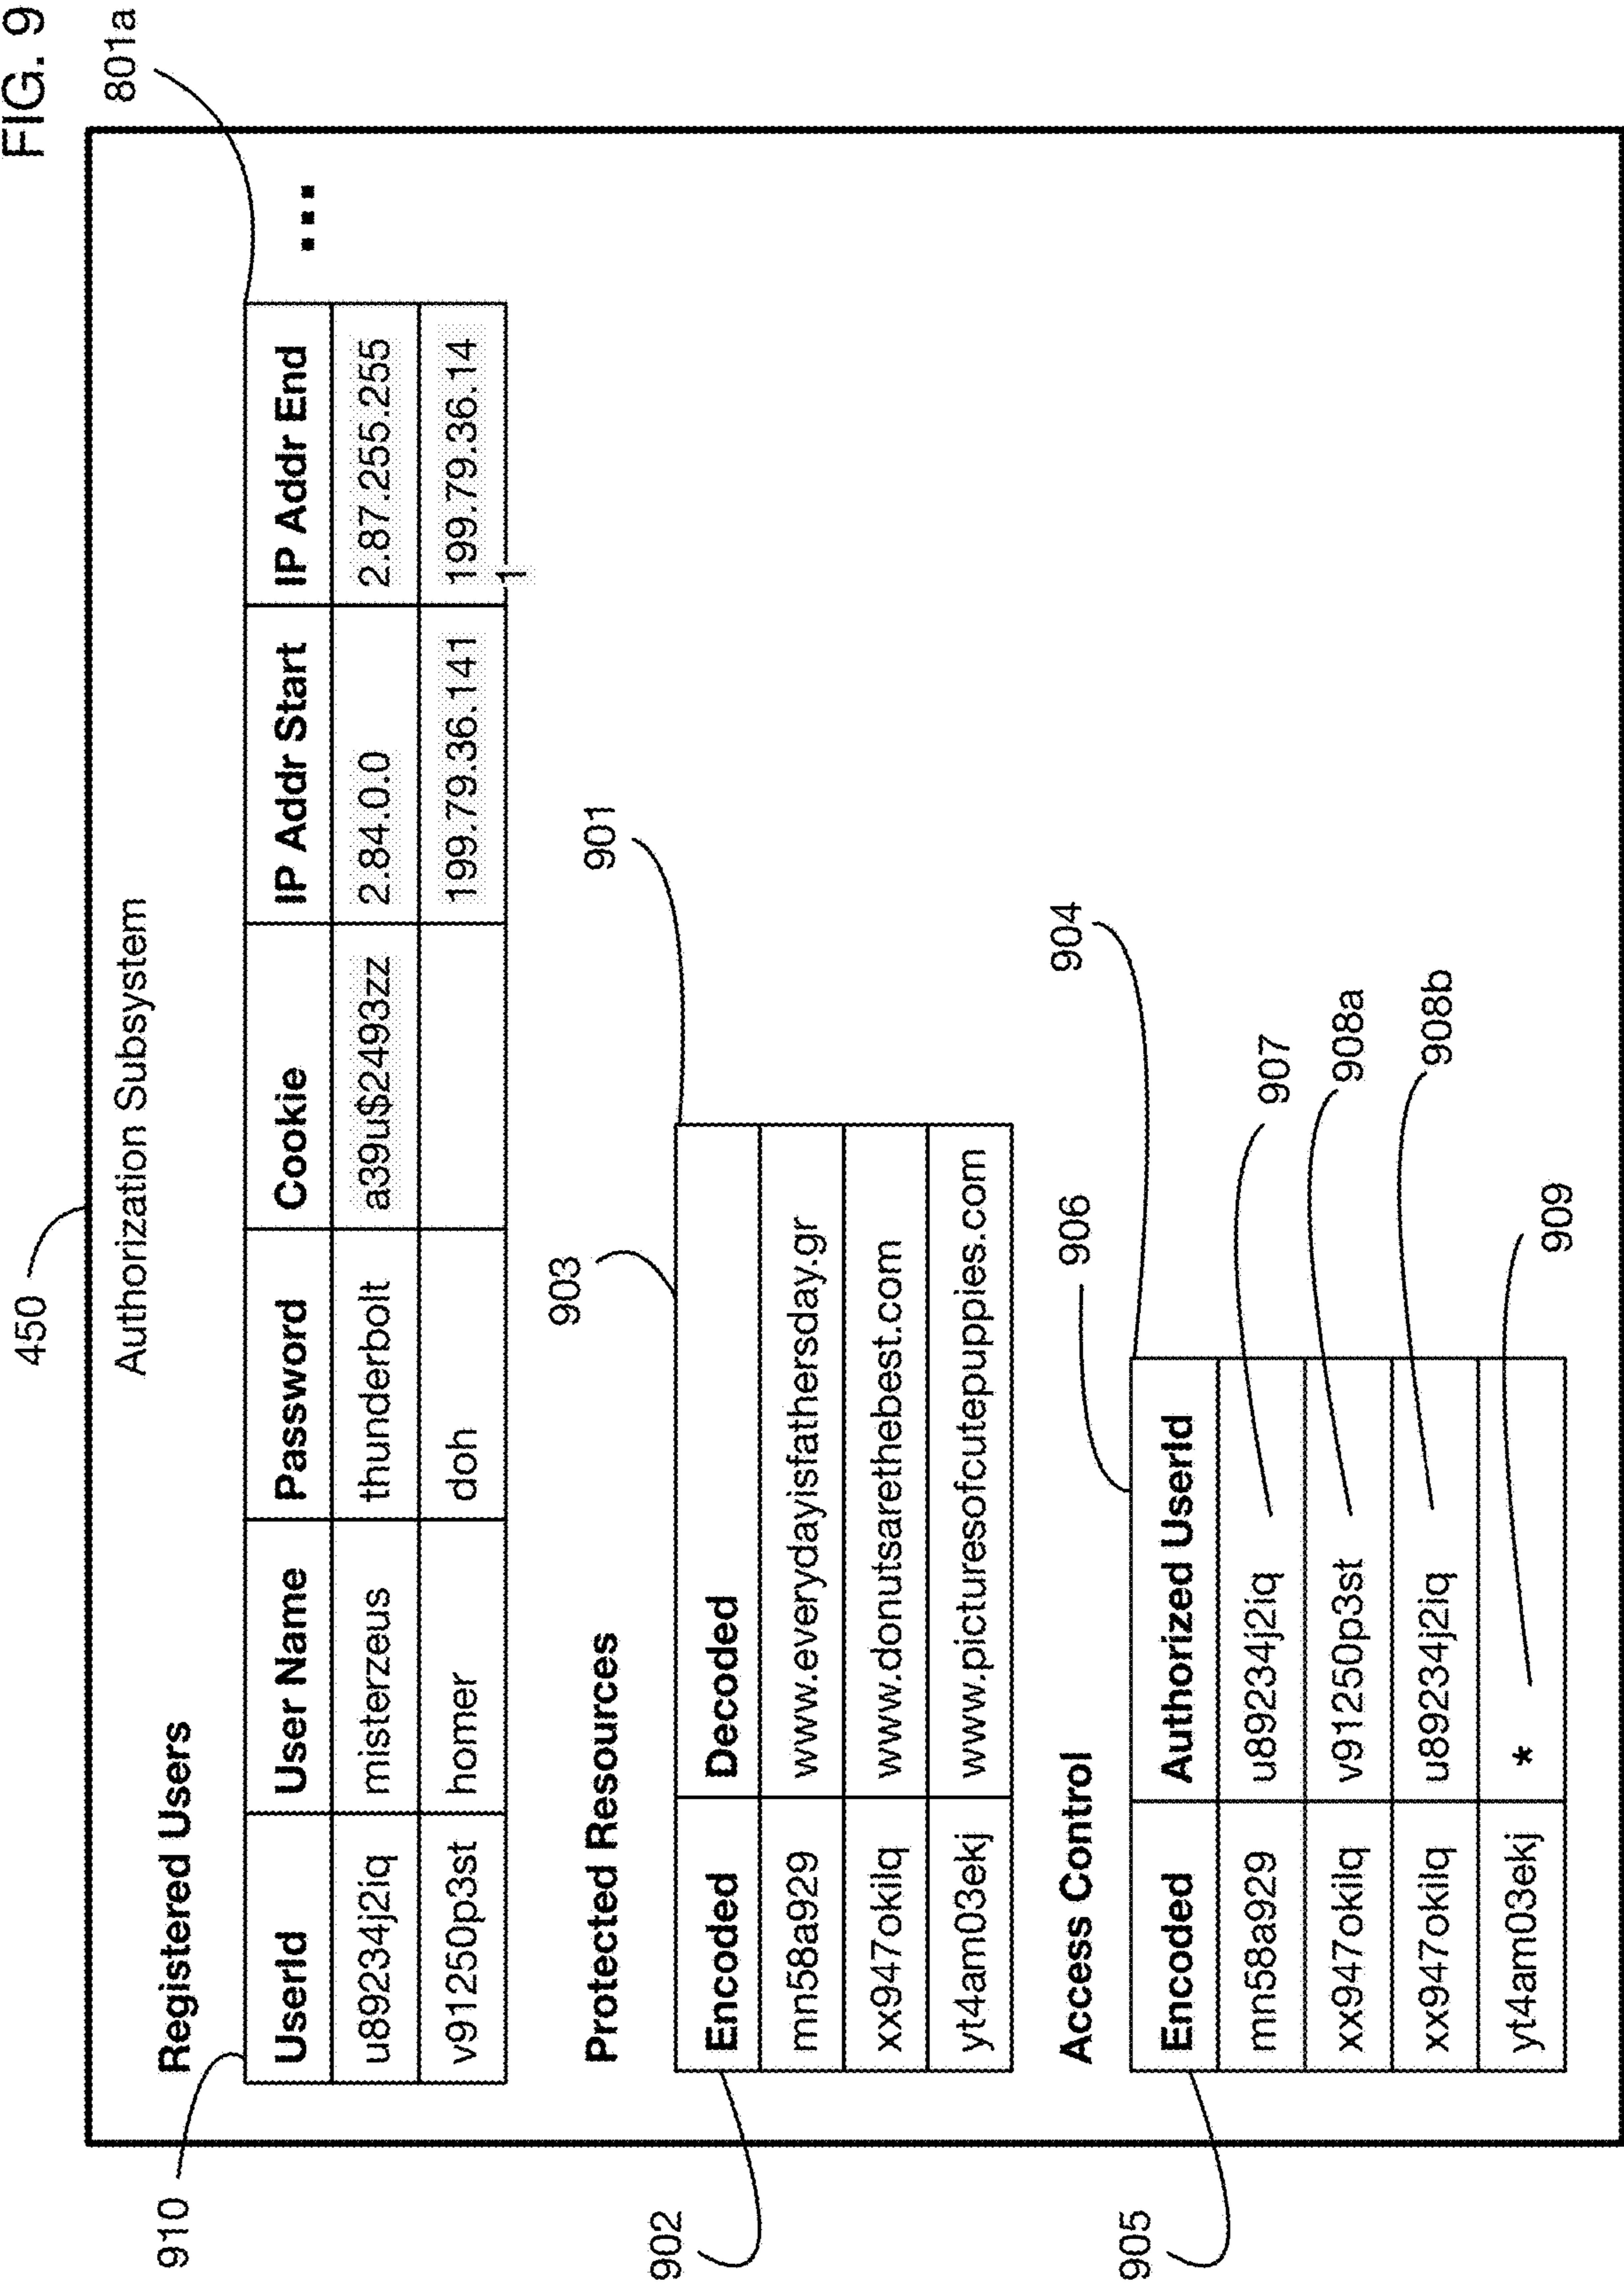 FIG. 9
450
801a
Authorization Subsystem
910
Registered Users
UserId User Name Password Cookie IP Addr Start IP Addr End
u89234j2iq misterzeus thunderbolt a39u$2493zz 2.84.0.0 2.87.255.255
v91250p3st homer doh 199.79.36.141 199.79.36.14
1
...
903
901
Protected Resources
902
Encoded Decoded
mn58a929 www.everydayisfathersday.gr
xx947okilq www.donutsarethebest.com
yt4am03ekj www.picturesofcutepuppies.com
906
904
Access Control
905
Encoded Authorized UserId
mn58a929 u89234j2iq
907
xx947okilq v91250p3st
908a
xx947okilq u89234j2iq
908b
yt4am03ekj *
909